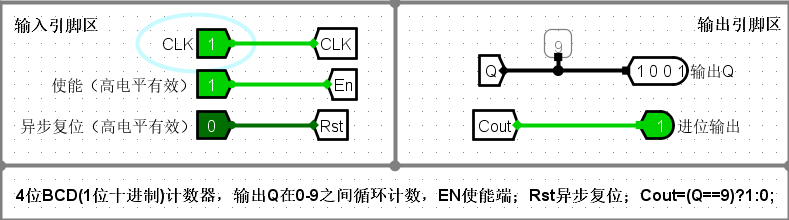 输入引脚区
CLK 1 CLK
使能（高电平有效） 1 En
异步复位（高电平有效） 0 Rst
输出引脚区
9
Q 1001 输出Q
Cout 1 进位输出
4位BCD(1位十进制)计数器，输出Q在0-9之间循环计数，EN使能端；Rst异步复位；Cout=(Q==9)?1:0;